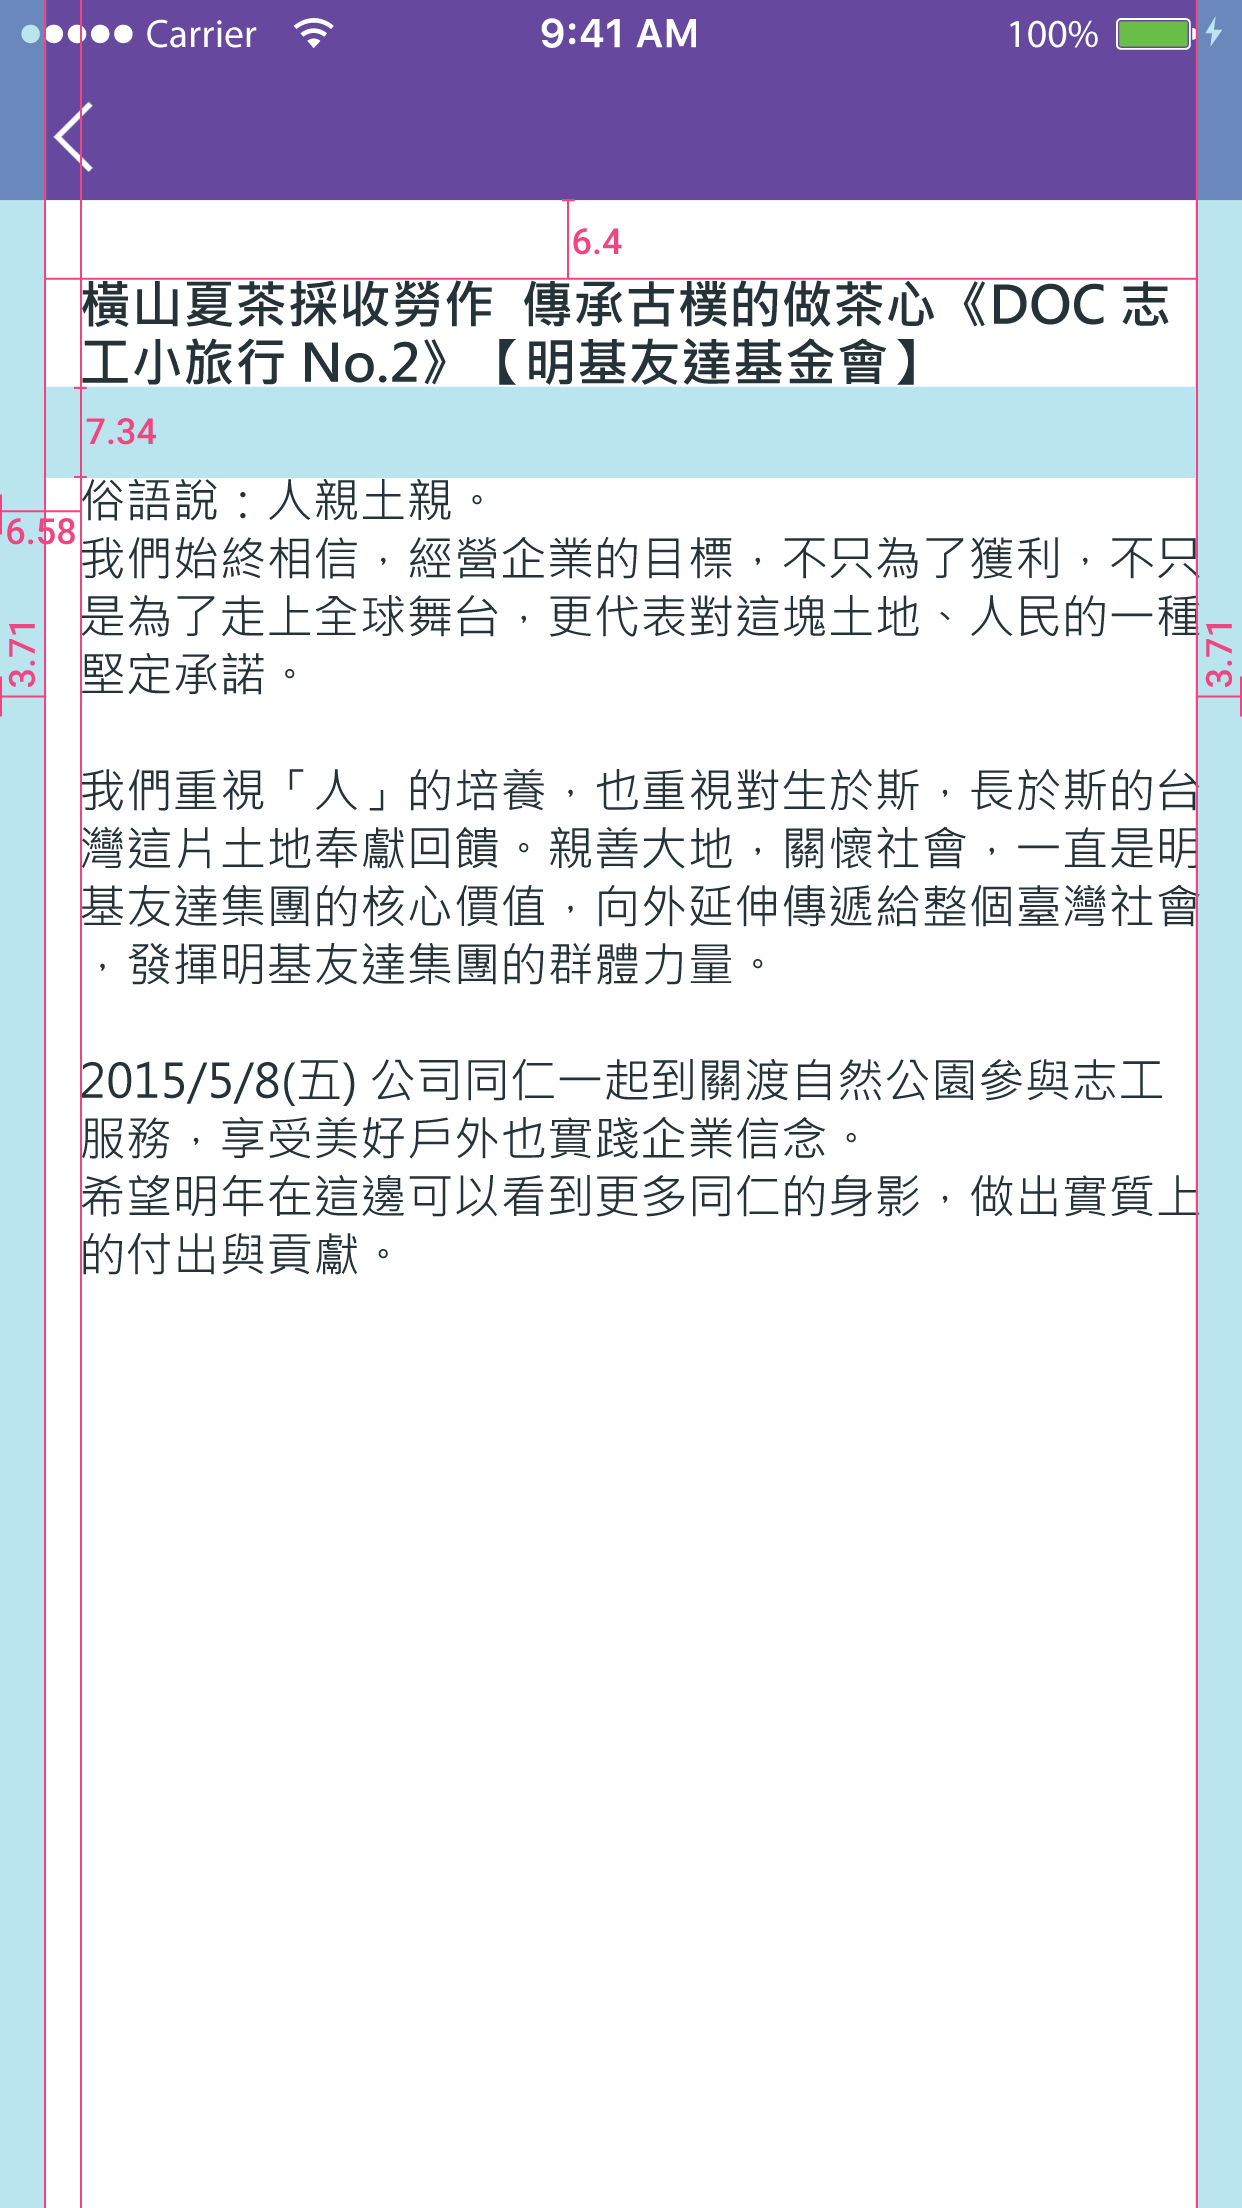 Carrier 9:41 AM 100%
6.4
橫山夏茶採收勞作 傳承古樸的做茶心《DOC 志
工小旅行 No.2》【明基友達基金會】
7.34
俗語說：人親土親。
6.58
我們始終相信，經營企業的目標，不只為了獲利，不只
是為了走上全球舞台，更代表對這塊土地、人民的一種
3.71
3.71
堅定承諾。
我們重視「人」的培養，也重視對生於斯，長於斯的台
灣這片土地奉獻回饋。親善大地，關懷社會，一直是明
基友達集團的核心價值，向外延伸傳遞給整個臺灣社會
，發揮明基友達集團的群體力量。
2015/5/8(五) 公司同仁一起到關渡自然公園參與志工
服務，享受美好戶外也實踐企業信念。
希望明年在這邊可以看到更多同仁的身影，做出實質上
的付出與貢獻。